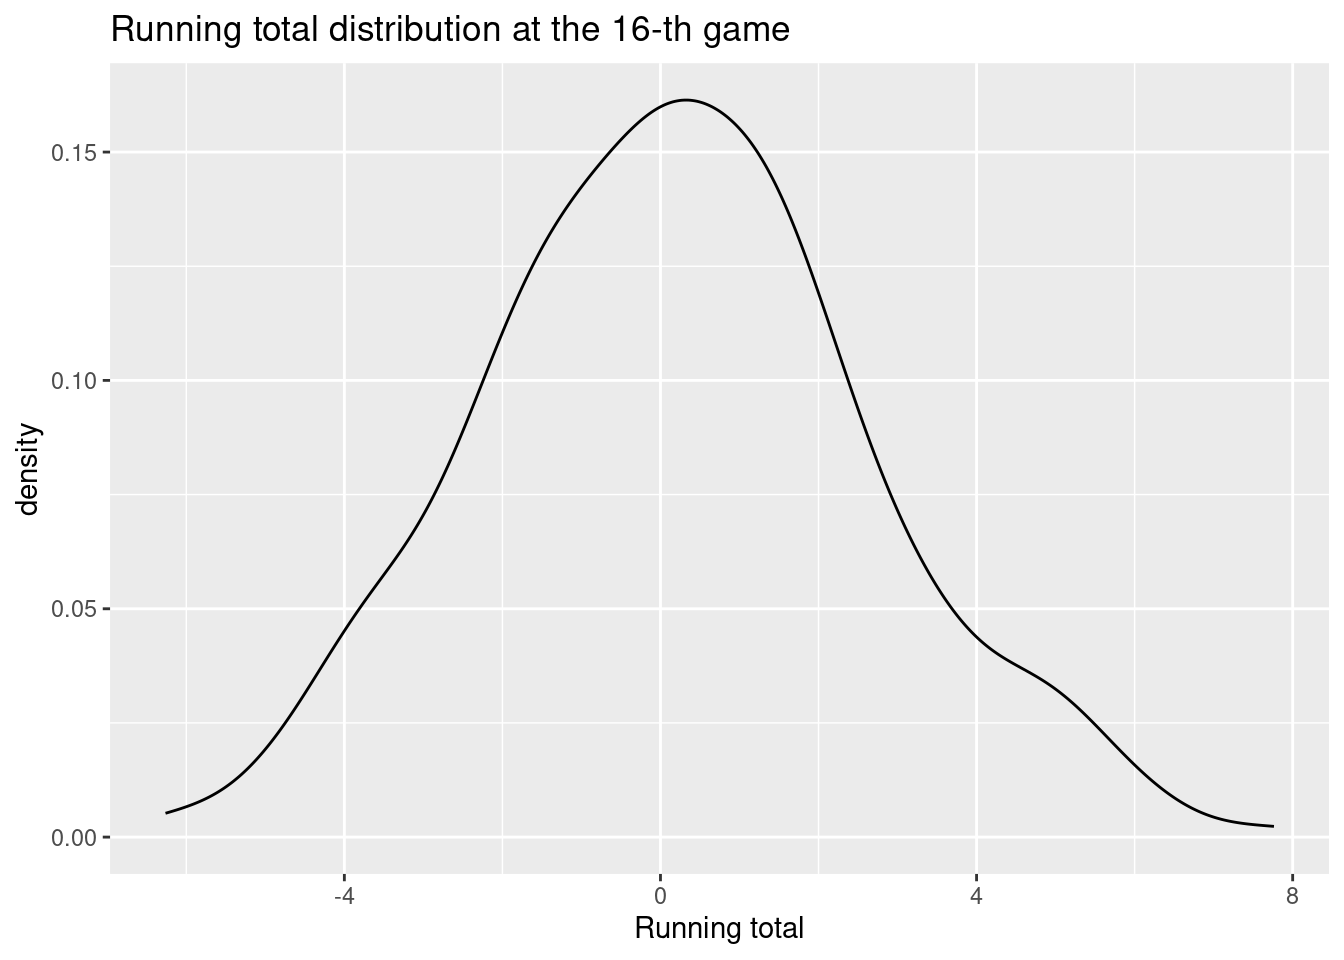 Running total distribution at the 16-th game
0.15
0.10
0.05
0.00
density
-4 0 4 8
Running total